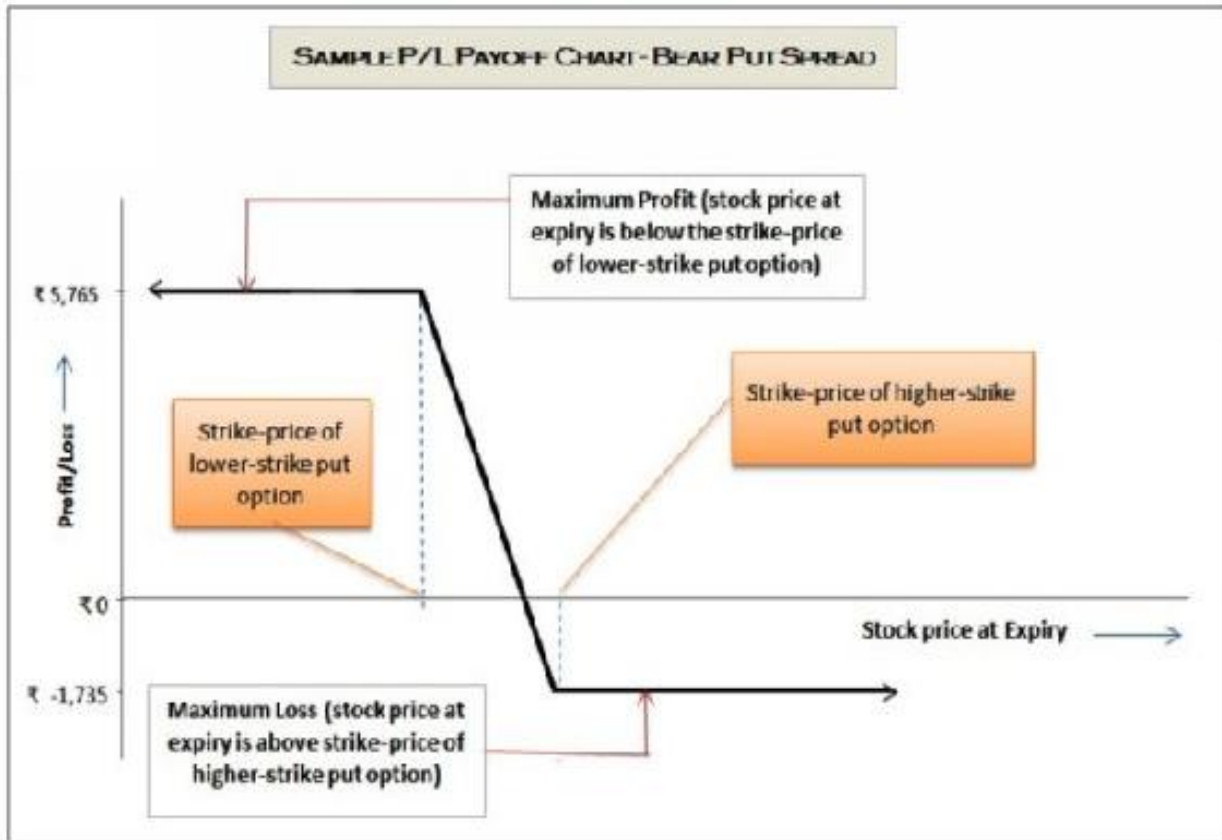 SAMPLE P/L PAYOFF CHART - BEAR PUT SPREAD
Maximum Profit (stock price at
expiry is below the strike-price
of lower-strike put option)
₹ 5,765
Strike-price of higher-strike
put option
Strike-price of
lower-strike put
option
Profit/Loss
₹ 0
Stock price at Expiry
₹ -1,735
Maximum Loss (stock price at
expiry is above strike-price of
higher-strike put option)